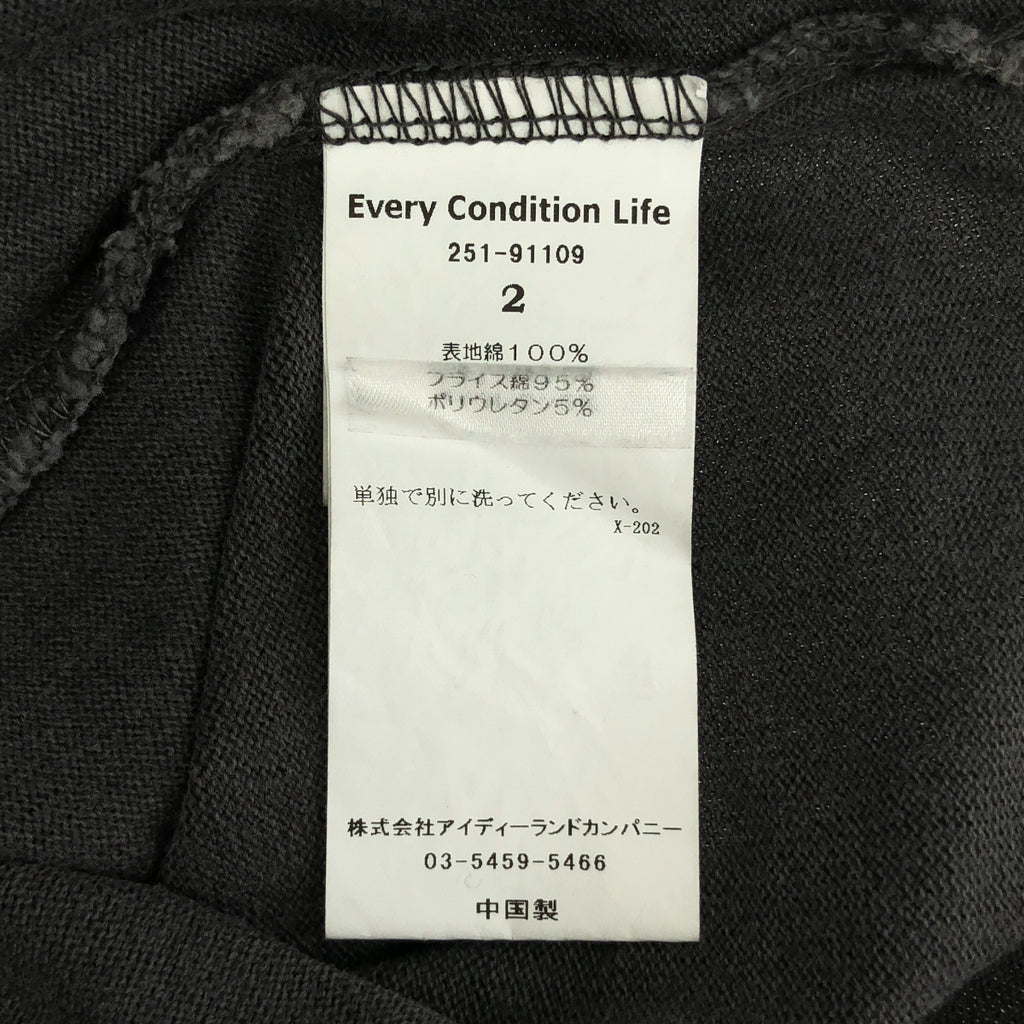 Every Condition Life
251-91109
2
表地綿１００％
フライス綿９５％
ポリウレタン５％
単独で別に洗ってください。
X-202
株式会社アイディーランドカンパニー
03-5459-5466
中国製